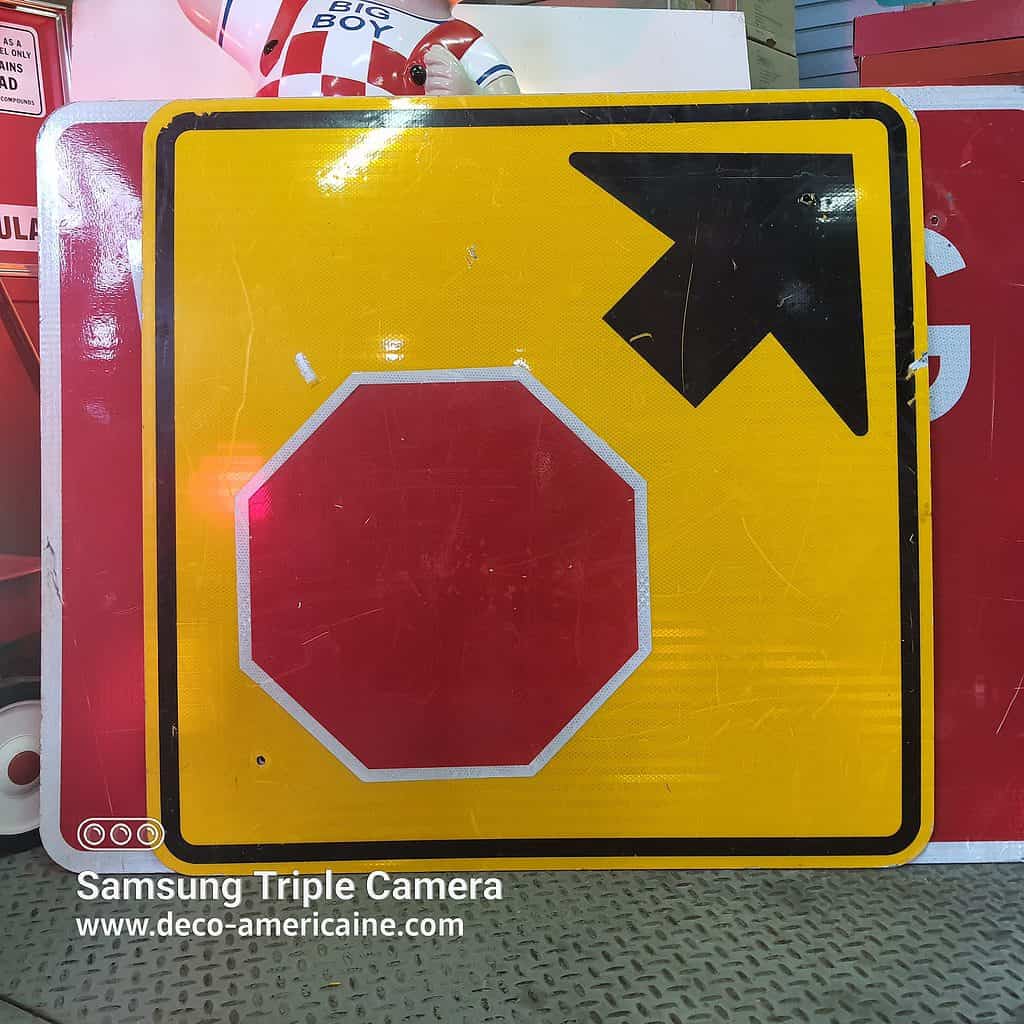 BIG
BOY
AS A
EL ONLY
AINS
AD
COMPOUNDS
ULA
G
Samsung Triple Camera
www.deco-americaine.com